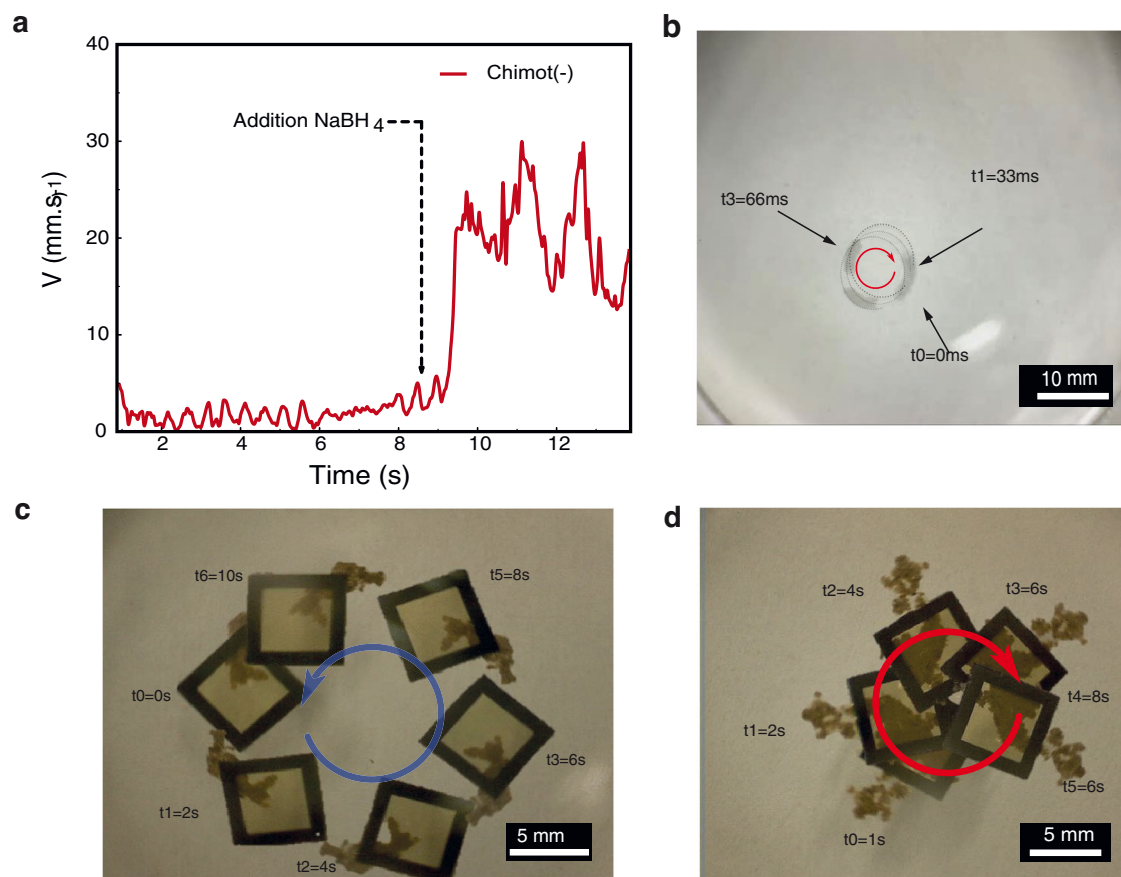 a
40
30
20
10
0
V (mm.s-1)
Chimot(-)
Addition NaBH4
2 4 6 8 10 12
Time (s)
b
t1=33ms
t3=66ms
t0=0ms
10 mm
c
t6=10s
t5=8s
t0=0s
t3=6s
t1=2s
t2=4s
5 mm
d
t2=4s
t3=6s
t4=8s
t1=2s
t5=6s
t0=1s
5 mm